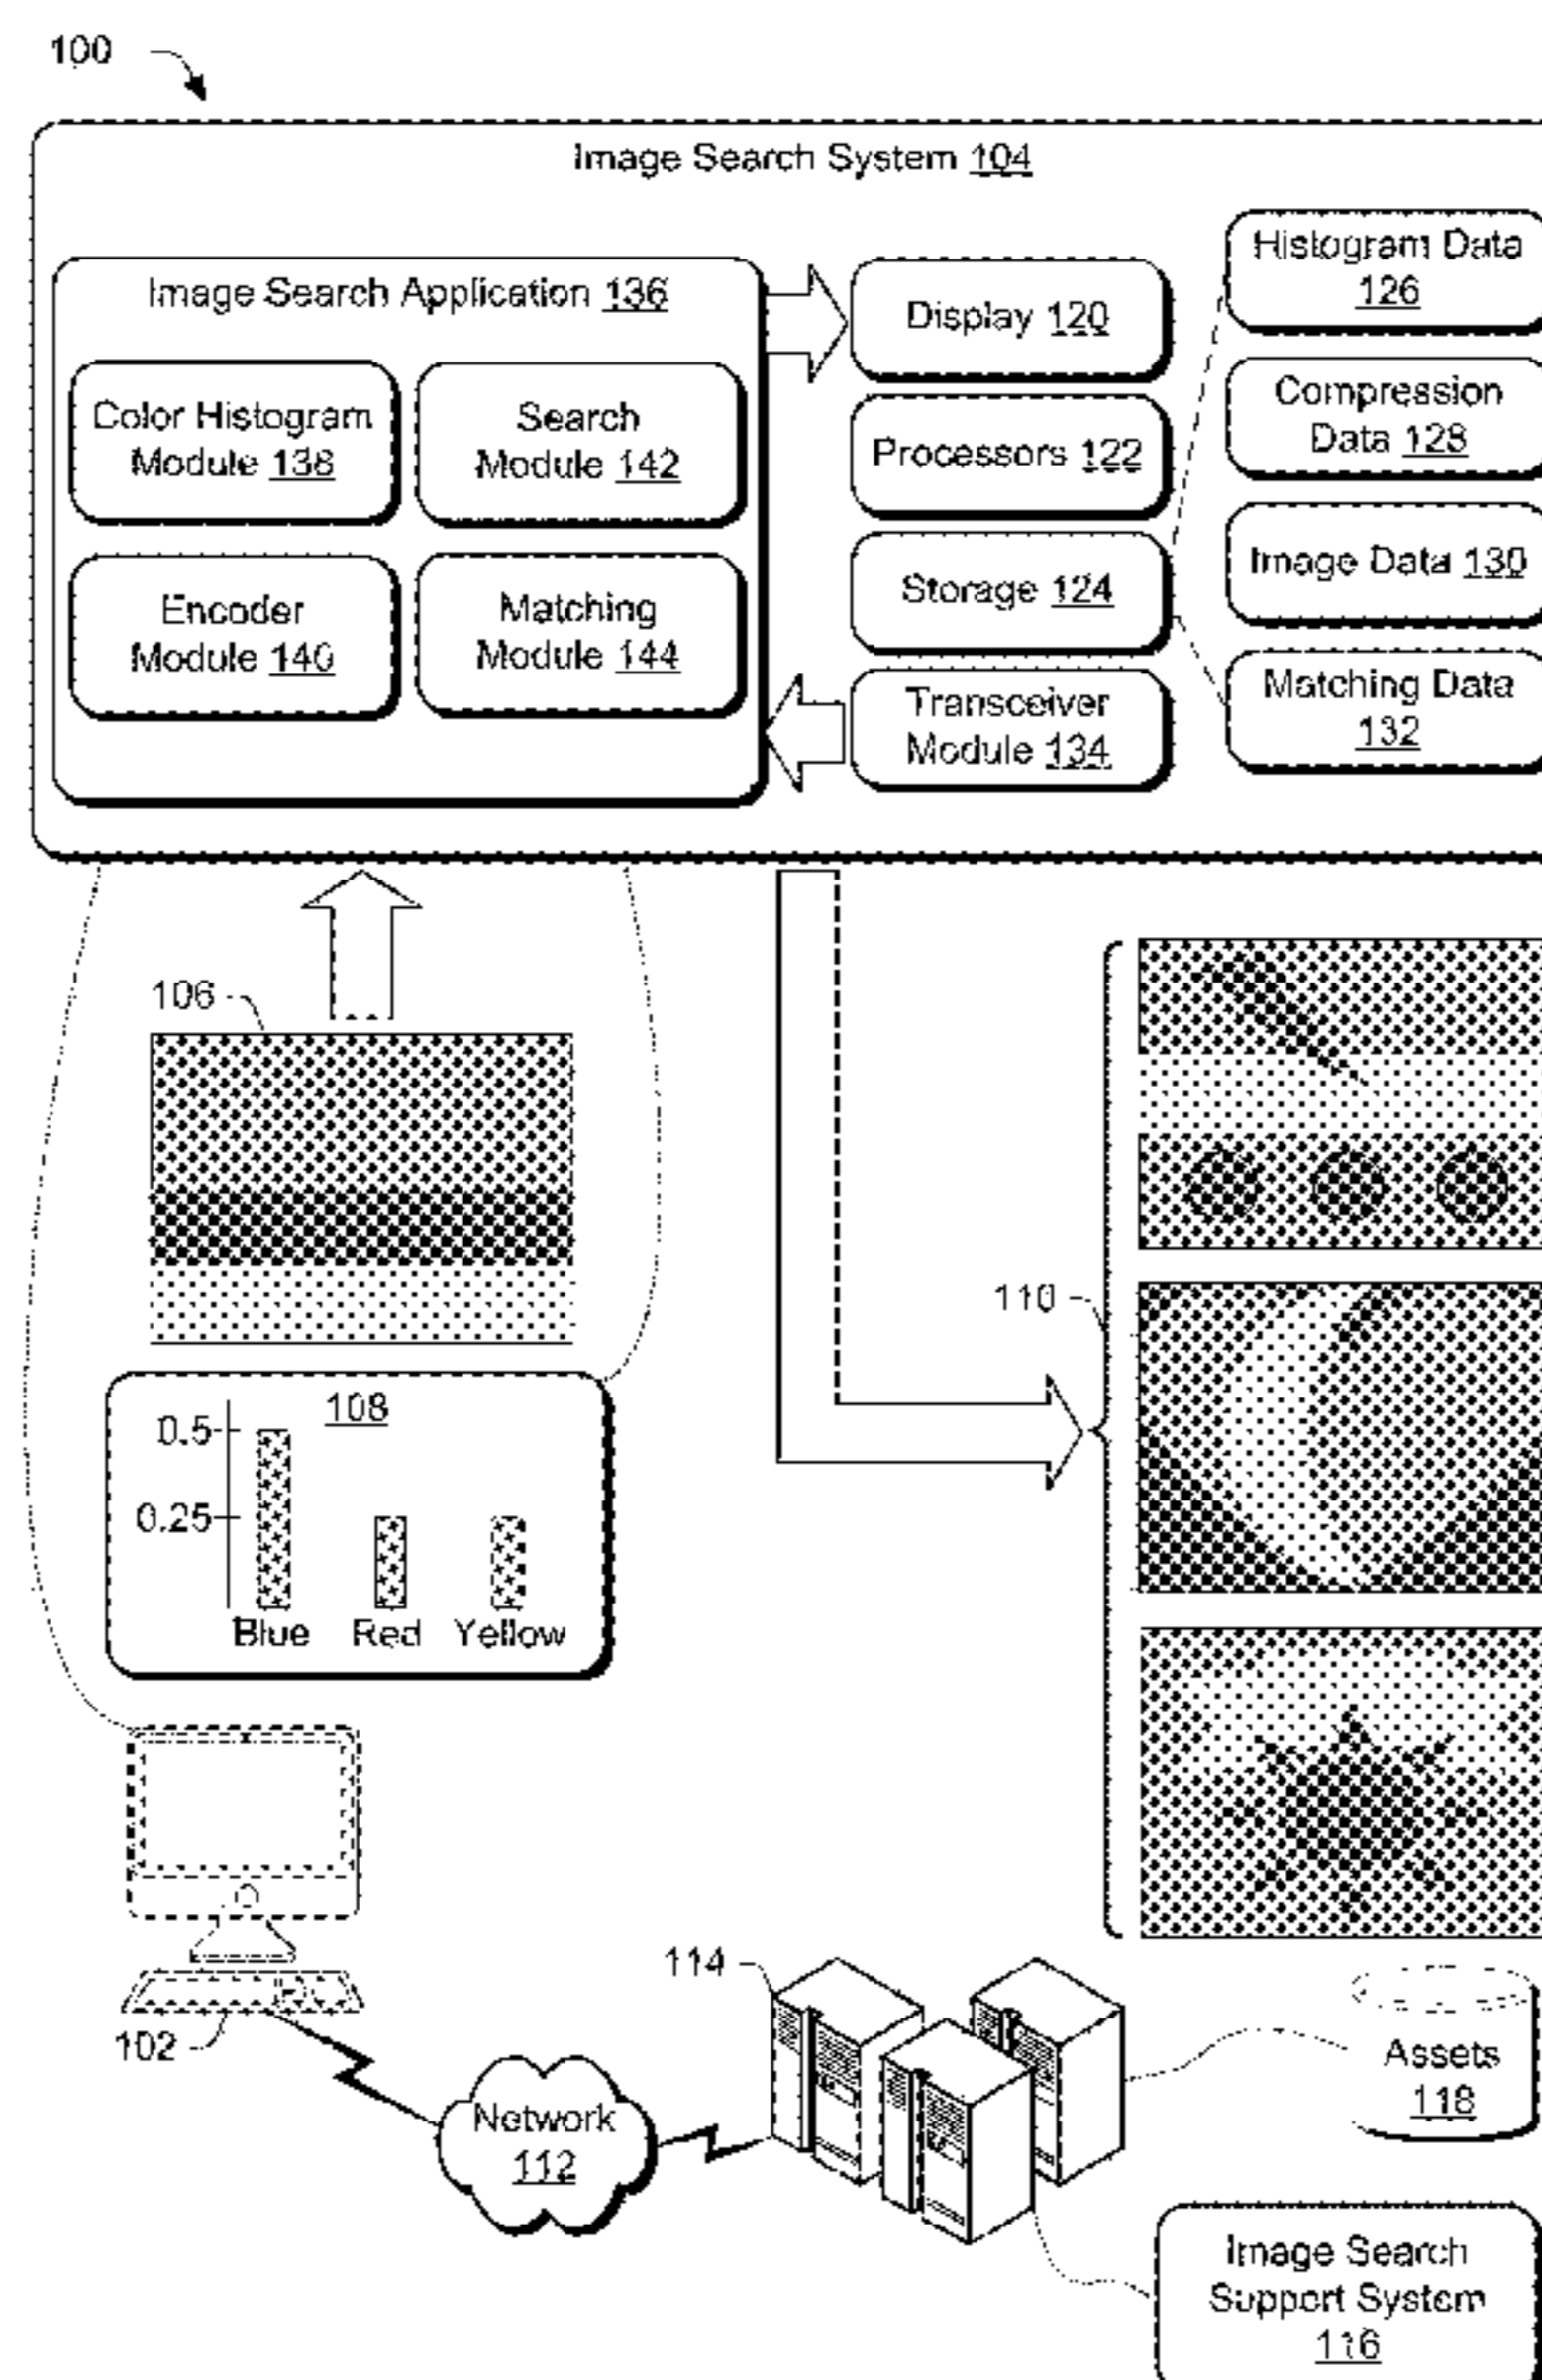 100
Image Search System 104
Image Search Application 136
Color Histogram
Module 138
Search
Module 142
Encoder
Module 140
Matching
Module 144
Display 120
Processors 122
Storage 124
Transceiver
Module 134
Histogram Data
126
Compression
Data 128
Image Data 130
Matching Data
132
106
108
0.5
0.25
Blue Red Yellow
110
102
Network
112
114
Assets
118
Image Search
Support System
116